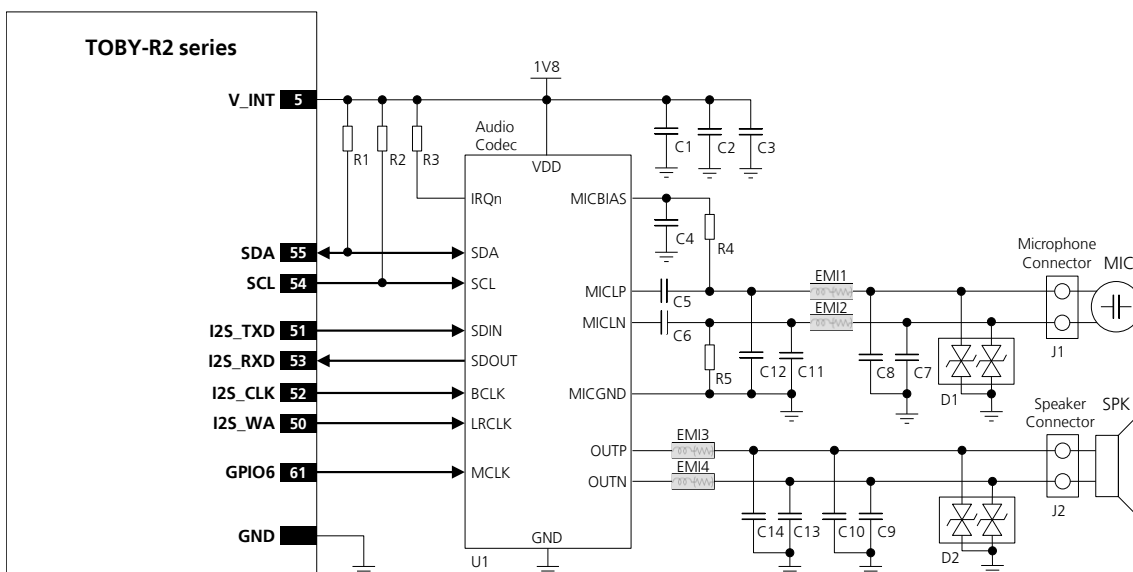 TOBY-R2 series
1V8
V_INT 5
Audio
Codec
R1 R2 R3
C1 C2 C3
VDD
IRQn MICBIAS
C4 R4
SDA 55 SDA
Microphone
Connector
MIC
SCL 54 SCL
EMI1
MICLP
C5
EMI2
MICLN
C6
I2S_TXD 51 SDIN
J1
I2S_RXD 53 SDOUT
R5 C12 C11 C8 C7
D1
I2S_CLK 52 BCLK MICGND
Speaker
Connector
SPK
I2S_WA 50 LRCLK
EMI3
OUTP
EMI4
GPIO6 61 MCLK OUTN
J2
C14 C13 C10 C9
D2
GND GND
U1